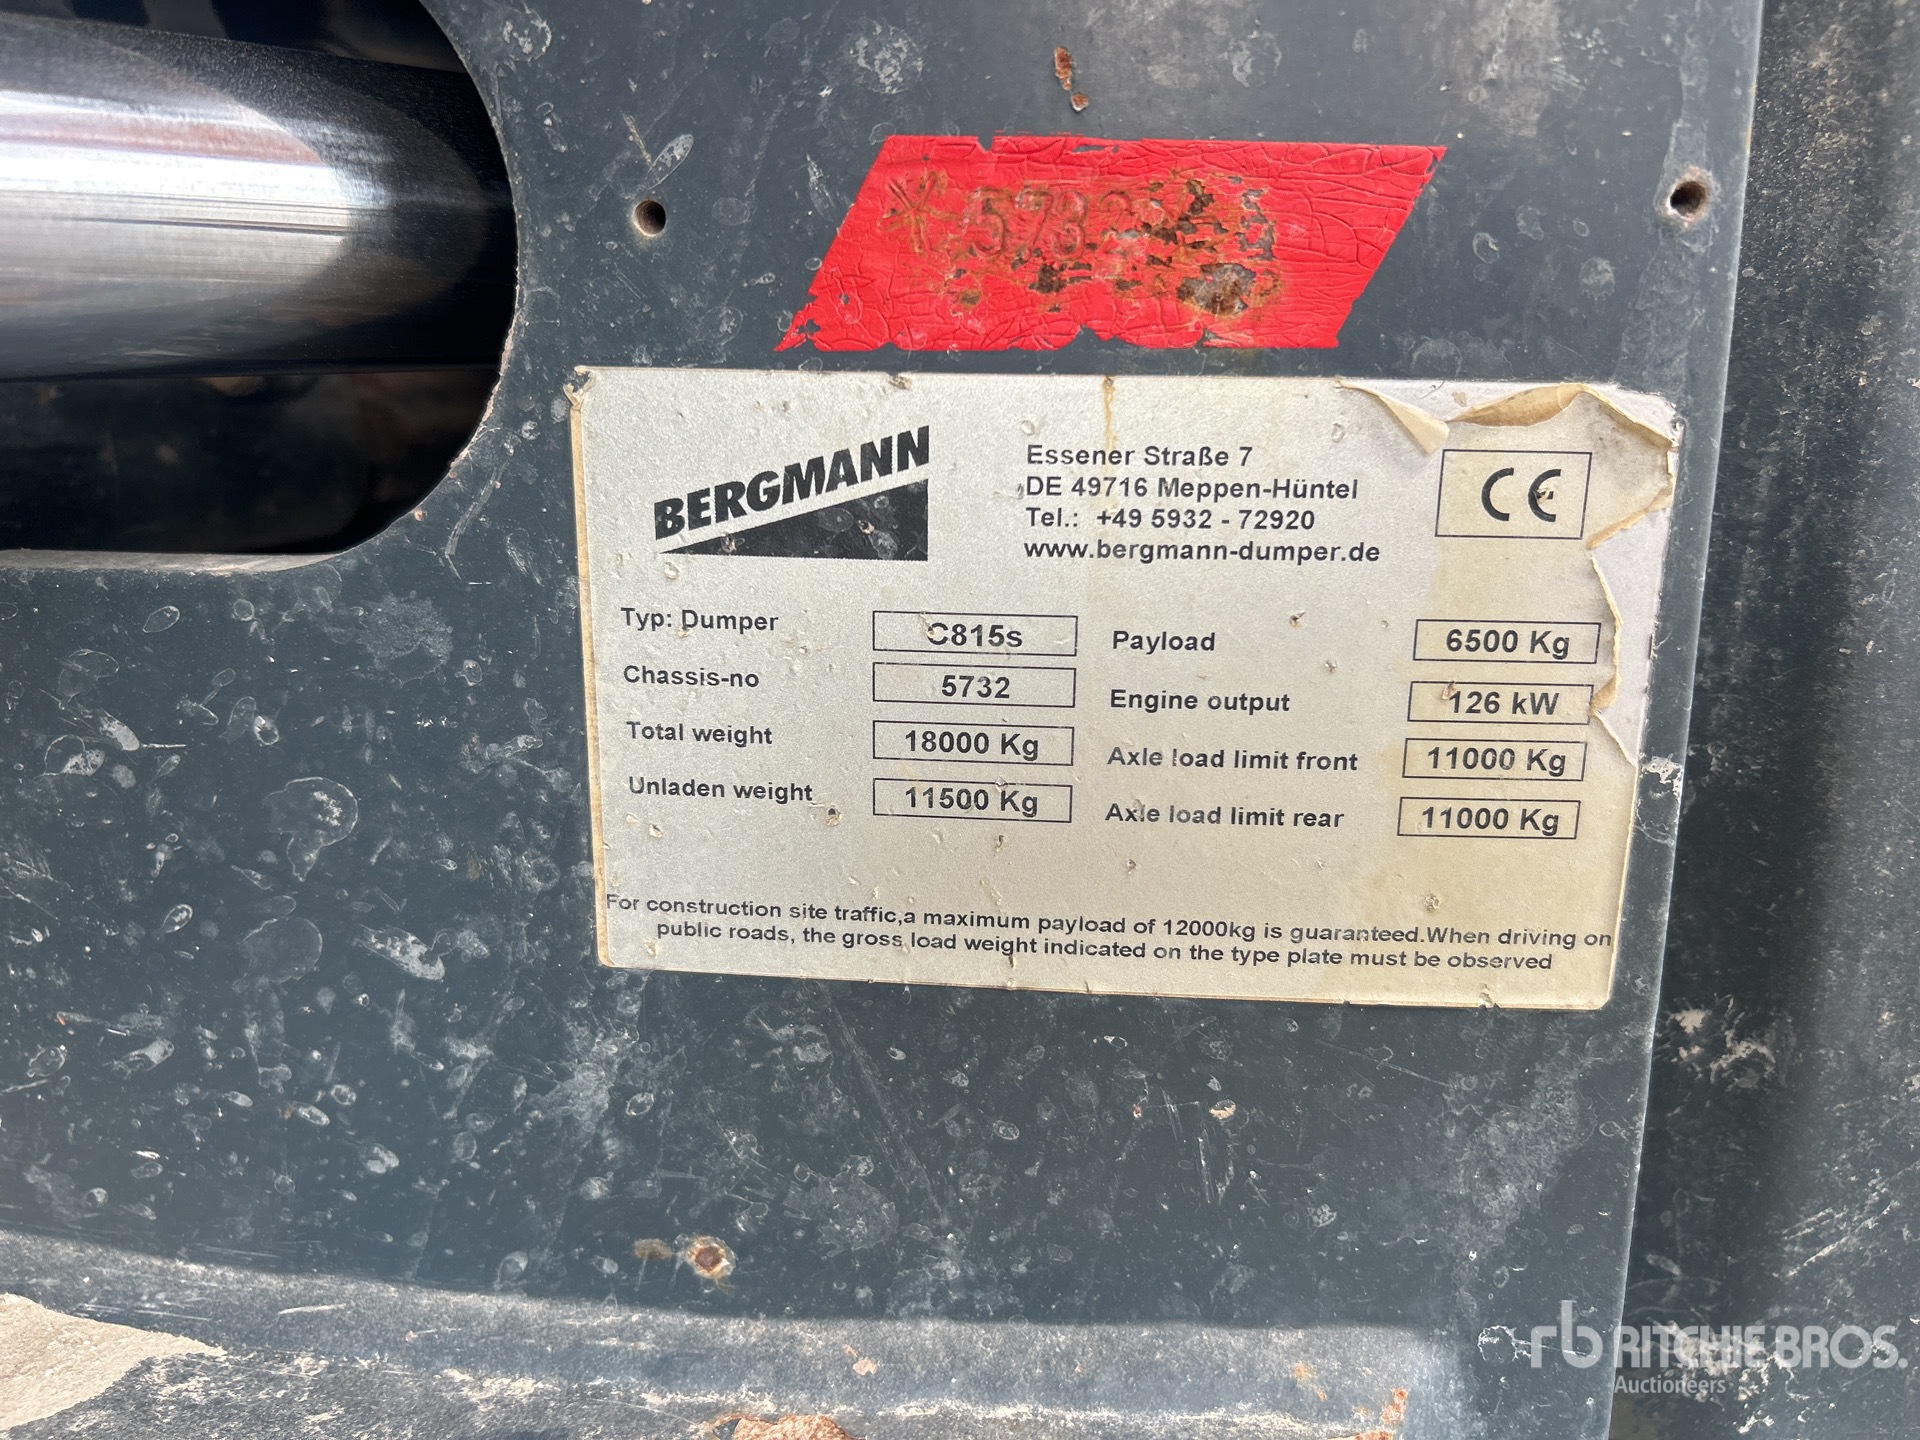 * 5732 *
BERGMANN
Essener Straße 7
DE 49716 Meppen-Hüntel
Tel.: +49 5932 - 72920
www.bergmann-dumper.de
CE
Typ: Dumper C815s
Chassis-no 5732
Total weight 18000 Kg
Unladen weight 11500 Kg
Payload 6500 Kg
Engine output 126 kW
Axle load limit front 11000 Kg
Axle load limit rear 11000 Kg
For construction site traffic,a maximum payload of 12000kg is guaranteed.When driving on
public roads, the gross load weight indicated on the type plate must be observed
rb RITCHIE BROS.
Auctioneers